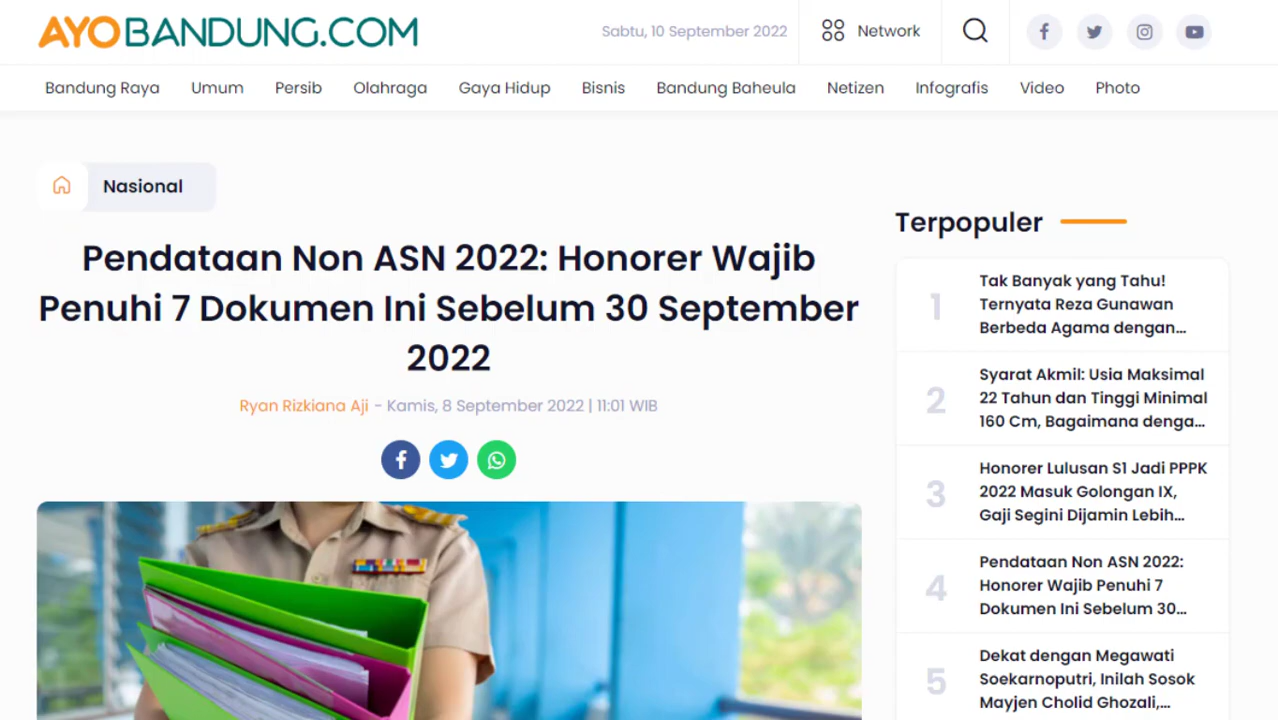 AYOBANDUNG.COM
Sabtu, 10 September 2022
Network
Bandung Raya
Umum
Persib
Olahraga
Gaya Hidup
Bisnis
Bandung Baheula
Netizen
Infografis
Video
Photo
Nasional
Pendataan Non ASN 2022: Honorer Wajib
Penuhi 7 Dokumen Ini Sebelum 30 September
2022
Ryan Rizkiana Aji - Kamis, 8 September 2022 | 11:01 WIB
Terpopuler
1
Tak Banyak yang Tahu!
Ternyata Reza Gunawan
Berbeda Agama dengan...
2
Syarat Akmil: Usia Maksimal
22 Tahun dan Tinggi Minimal
160 Cm, Bagaimana denga...
3
Honorer Lulusan S1 Jadi PPPK
2022 Masuk Golongan IX,
Gaji Segini Dijamin Lebih...
4
Pendataan Non ASN 2022:
Honorer Wajib Penuhi 7
Dokumen Ini Sebelum 30...
5
Dekat dengan Megawati
Soekarnoputri, Inilah Sosok
Mayjen Cholid Ghozali,...